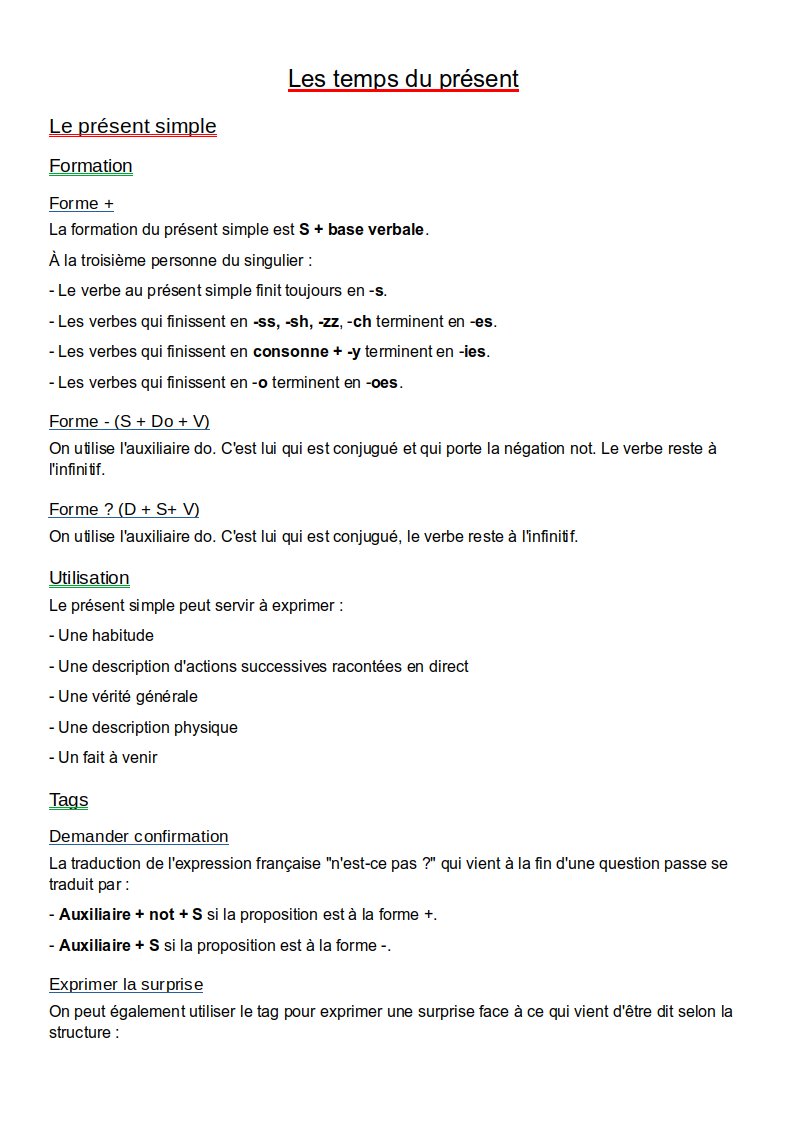 Les temps du présent
Le présent simple
Formation
Forme +
La formation du présent simple est S + base verbale.
À la troisième personne du singulier :
- Le verbe au présent simple finit toujours en -s.
- Les verbes qui finissent en -ss, -sh, -zz, -ch terminent en -es.
- Les verbes qui finissent en consonne + -y terminent en -ies.
- Les verbes qui finissent en -o terminent en -oes.
Forme - (S + Do + V)
On utilise l'auxiliaire do. C'est lui qui est conjugué et qui porte la négation not. Le verbe reste à
l'infinitif.
Forme ? (D + S+ V)
On utilise l'auxiliaire do. C'est lui qui est conjugué, le verbe reste à l'infinitif.
Utilisation
Le présent simple peut servir à exprimer :
- Une habitude
- Une description d'actions successives racontées en direct
- Une vérité générale
- Une description physique
- Un fait à venir
Tags
Demander confirmation
La traduction de l'expression française "n'est-ce pas ?" qui vient à la fin d'une question passe se
traduit par :
- Auxiliaire + not + S si la proposition est à la forme +.
- Auxiliaire + S si la proposition est à la forme -.
Exprimer la surprise
On peut également utiliser le tag pour exprimer une surprise face à ce qui vient d'être dit selon la
structure :